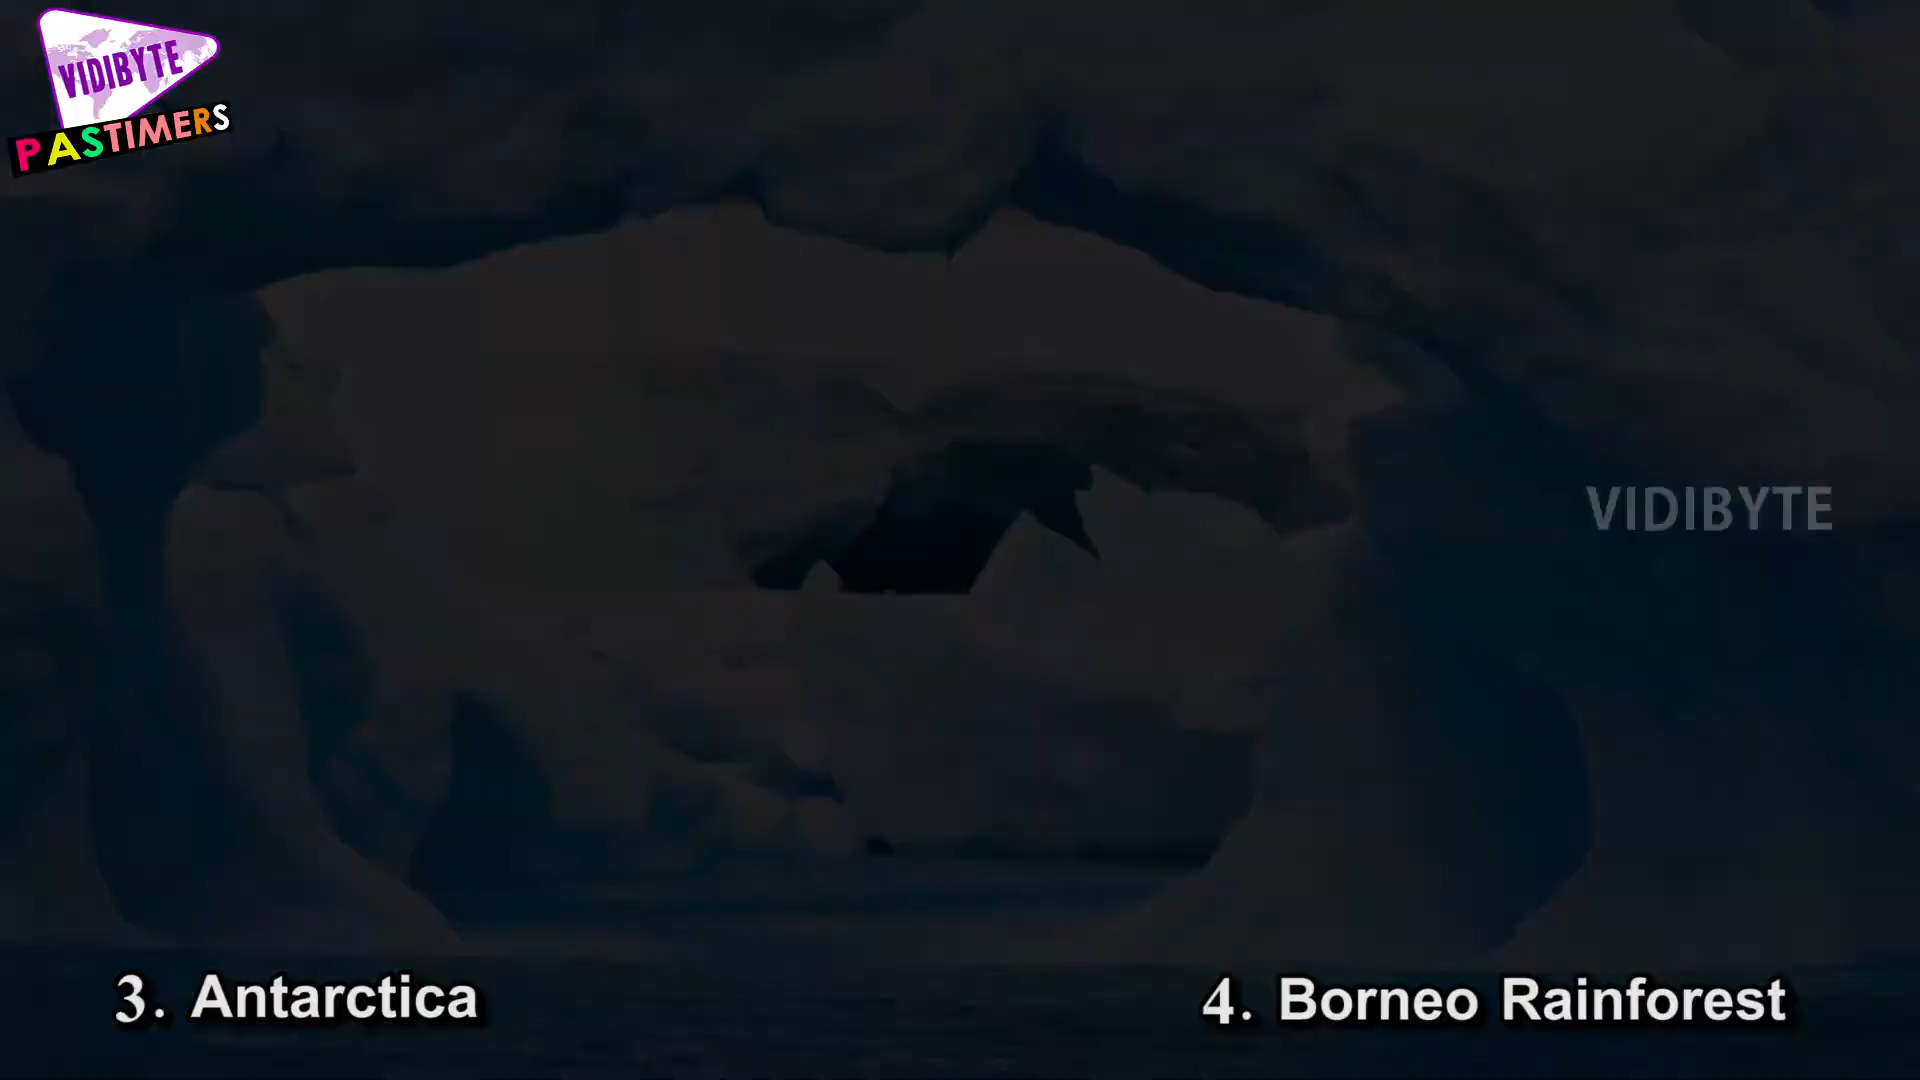 VIDIBYTE
PASTIMERS
VIDIBYTE
3. Antarctica
4. Borneo Rainforest